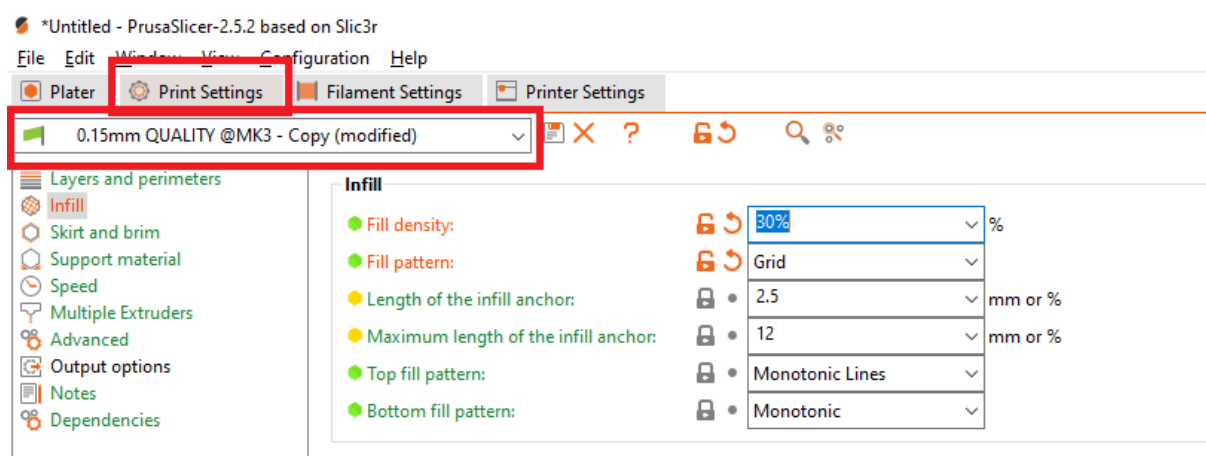 *Untitled - PrusaSlicer-2.5.2 based on Slic3r
File Edit Window View Configuration Help
Plater Print Settings Filament Settings Printer Settings
0.15mm QUALITY @MK3 - Copy (modified) ?
Layers and perimeters
Infill
Skirt and brim
Support material
Speed
Multiple Extruders
Advanced
Output options
Notes
Dependencies
Infill
Fill density: 30% %
Fill pattern: Grid
Length of the infill anchor: 2.5 mm or %
Maximum length of the infill anchor: 12 mm or %
Top fill pattern: Monotonic Lines
Bottom fill pattern: Monotonic